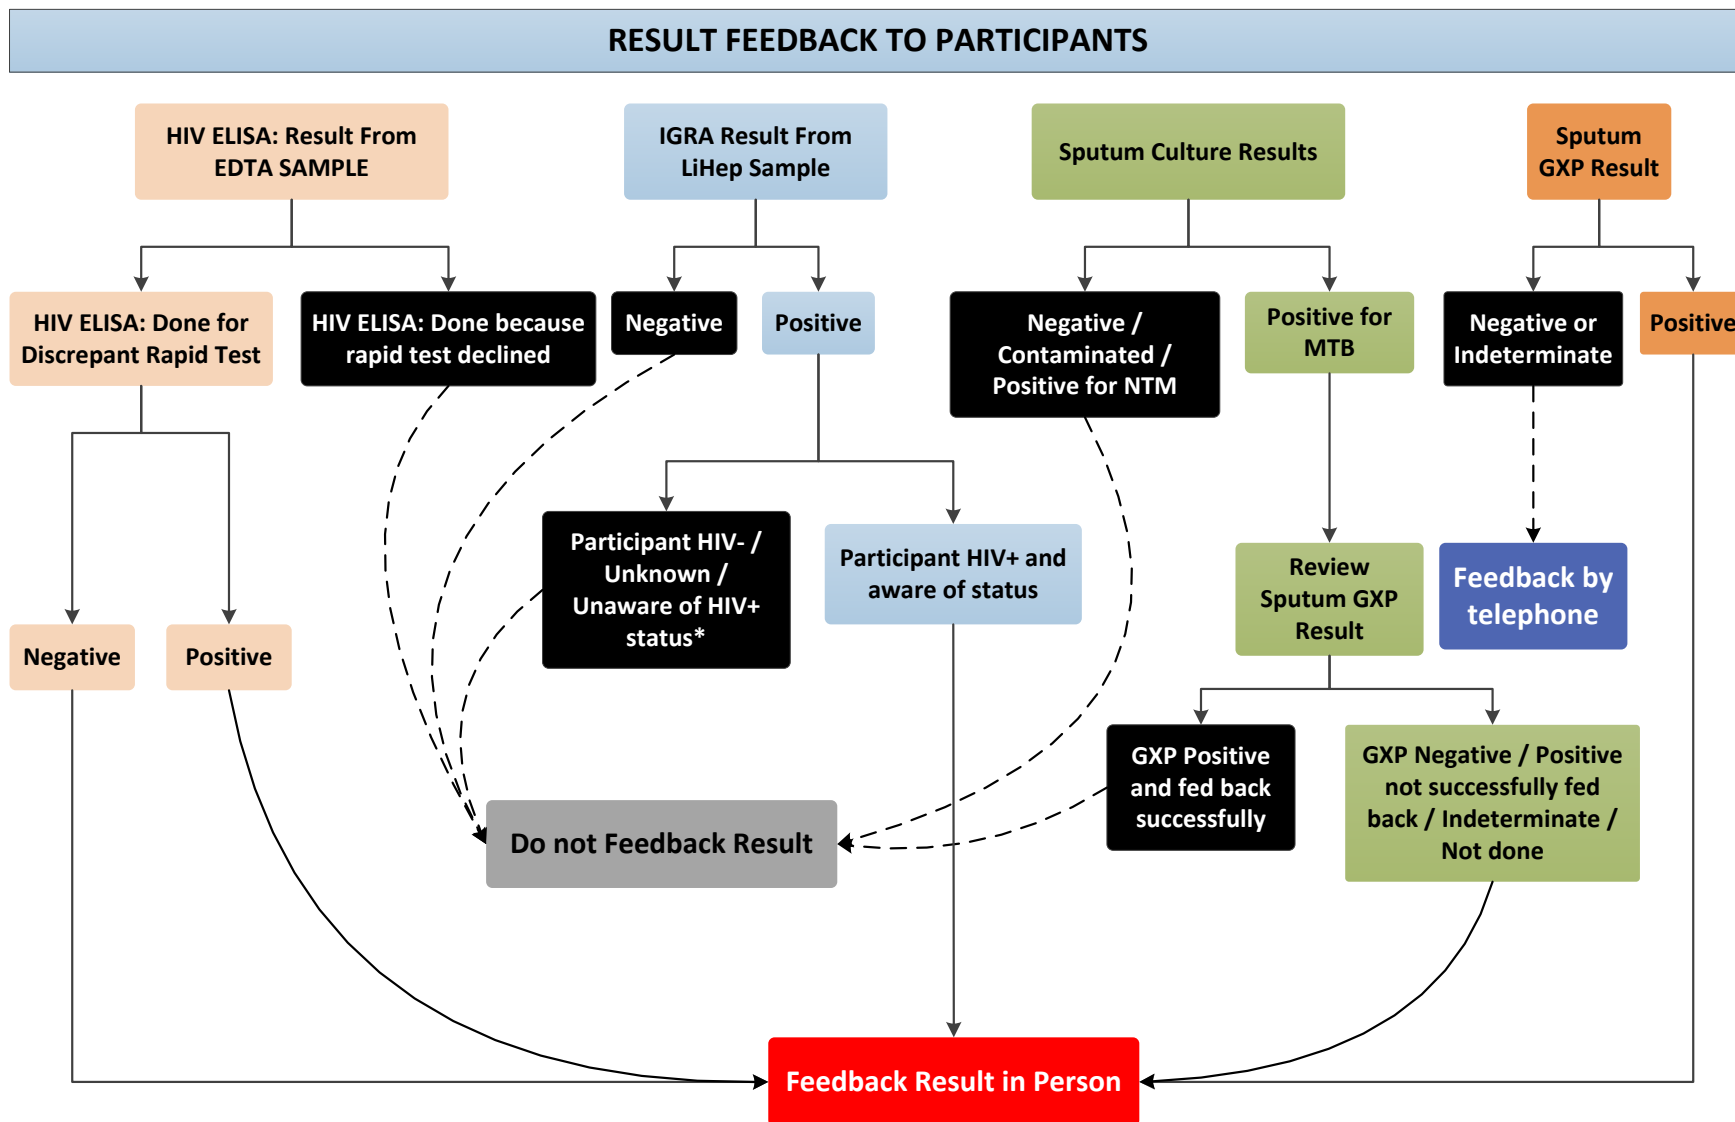 RESULT FEEDBACK TO PARTICIPANTS
HIV ELISA: Result From
EDTA SAMPLE
IGRA Result From
LiHep Sample
Sputum Culture Results
Sputum
GXP Result
HIV ELISA: Done for
Discrepant Rapid Test
HIV ELISA: Done because
rapid test declined
Negative
Positive
Negative /
Contaminated /
Positive for NTM
Positive for
MTB
Negative or
Indeterminate
Positive
Participant HIV- /
Unknown /
Unaware of HIV+
status*
Participant HIV+ and
aware of status
Review
Sputum GXP
Result
Feedback by
telephone
Negative
Positive
GXP Positive
and fed back
successfully
GXP Negative / Positive
not successfully fed
back / Indeterminate /
Not done
Do not Feedback Result
Feedback Result in Person